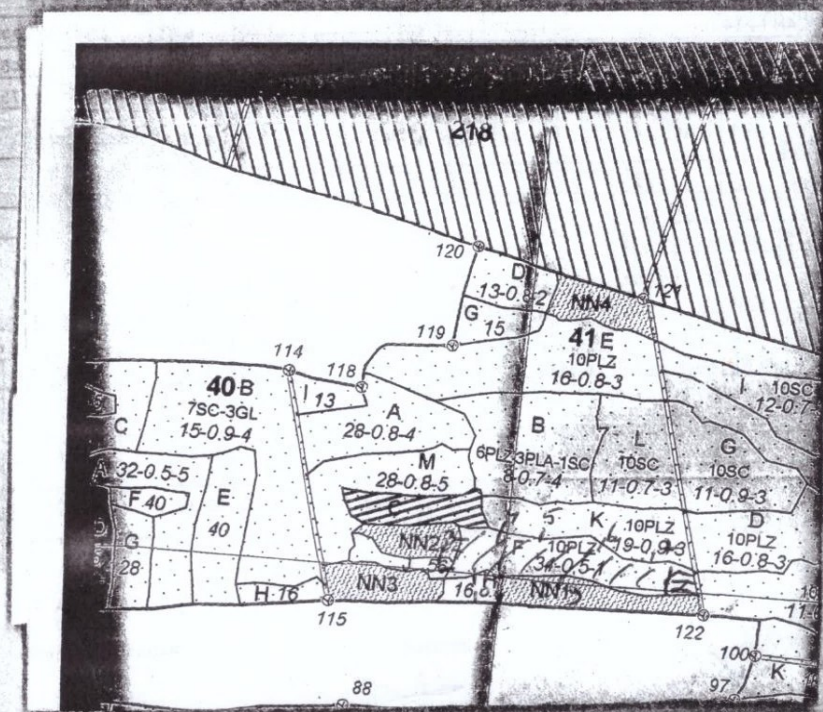 218
120
D
13-0.8-2
NN4
121
G
15
119
41 E
10PLZ
16-0.8-3
114
118
40 B
7SC-3GL
15-0.9-4
I
13
I
10SC
12-0.7-
C
A
28-0.8-4
B
6PLZ3PLA-1SC
8-0.7-4
L
10SC
11-0.7-3
G
10SC
11-0.9-3
A
32-0.5-5
M
28-0.8-5
F 40
E
40
C
5
K
10PLZ
19-0.9-3
D
10PLZ
16-0.8-3
G
28
NN2
F
10PLZ
34-0.5-1
NN3
H 16
16
NN1
115
122
100
K
97
88